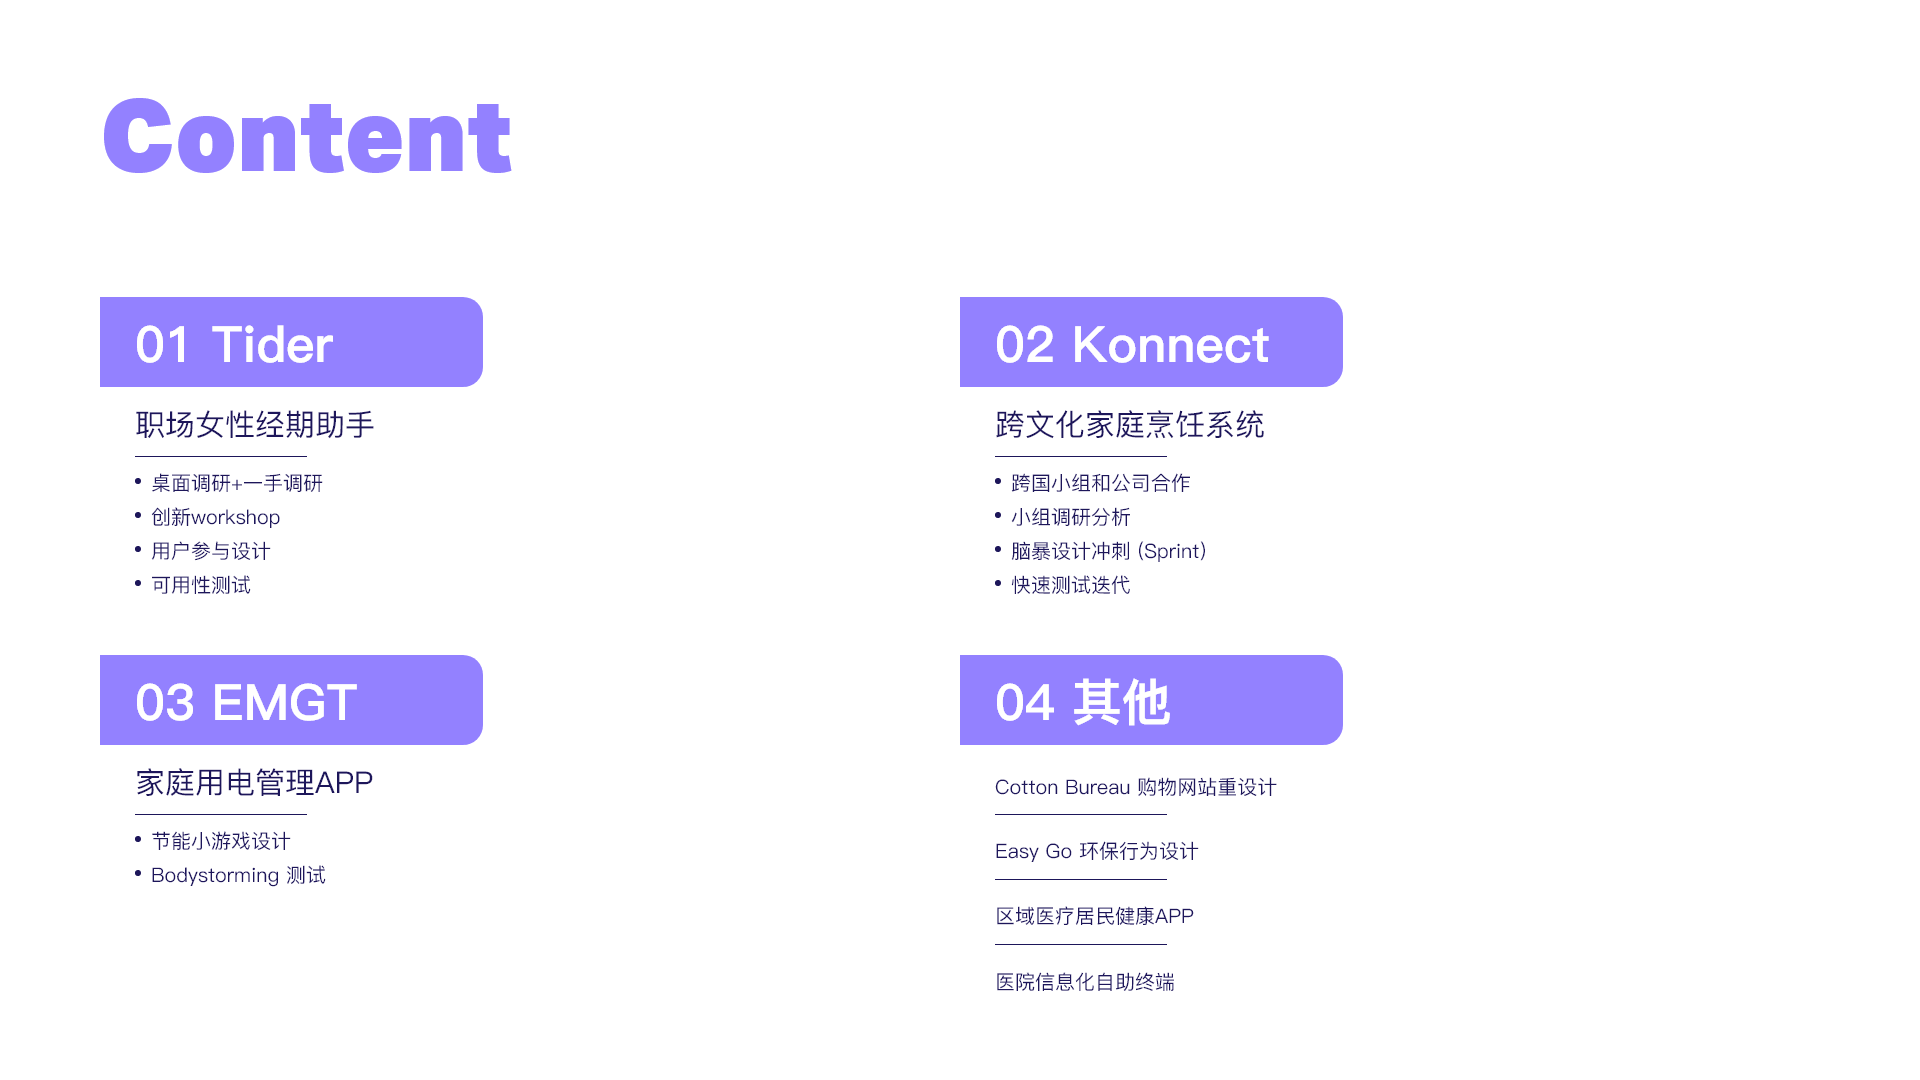 Content
01 Tider
职场女性经期助手
• 桌面调研+一手调研
• 创新workshop
• 用户参与设计
• 可用性测试
02 Konnect
跨文化家庭烹饪系统
• 跨国小组和公司合作
• 小组调研分析
• 脑暴设计冲刺 (Sprint)
• 快速测试迭代
03 EMGT
家庭用电管理APP
• 节能小游戏设计
• Bodystorming 测试
04 其他
Cotton Bureau 购物网站重设计
Easy Go 环保行为设计
区域医疗居民健康APP
医院信息化自助终端